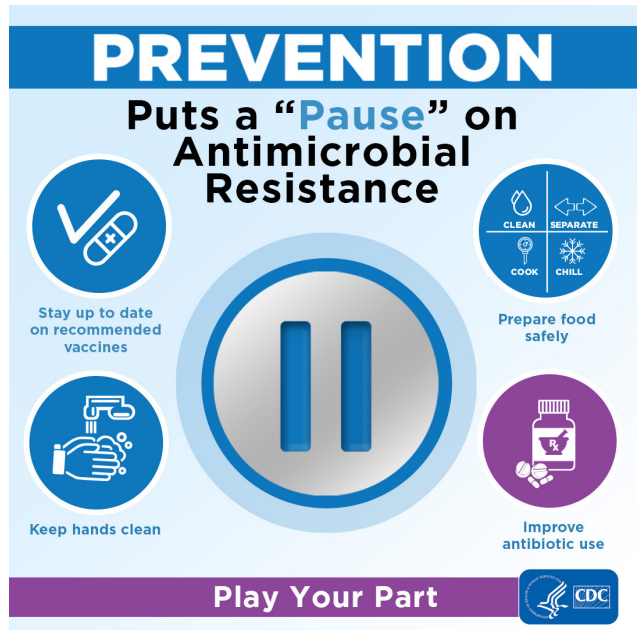 PREVENTION
Puts a “Pause” on
Antimicrobial
Resistance
Stay up to date
on recommended
vaccines
CLEAN
SEPARATE
COOK
CHILL
Prepare food
safely
Keep hands clean
Rx
Improve
antibiotic use
Play Your Part
CDC